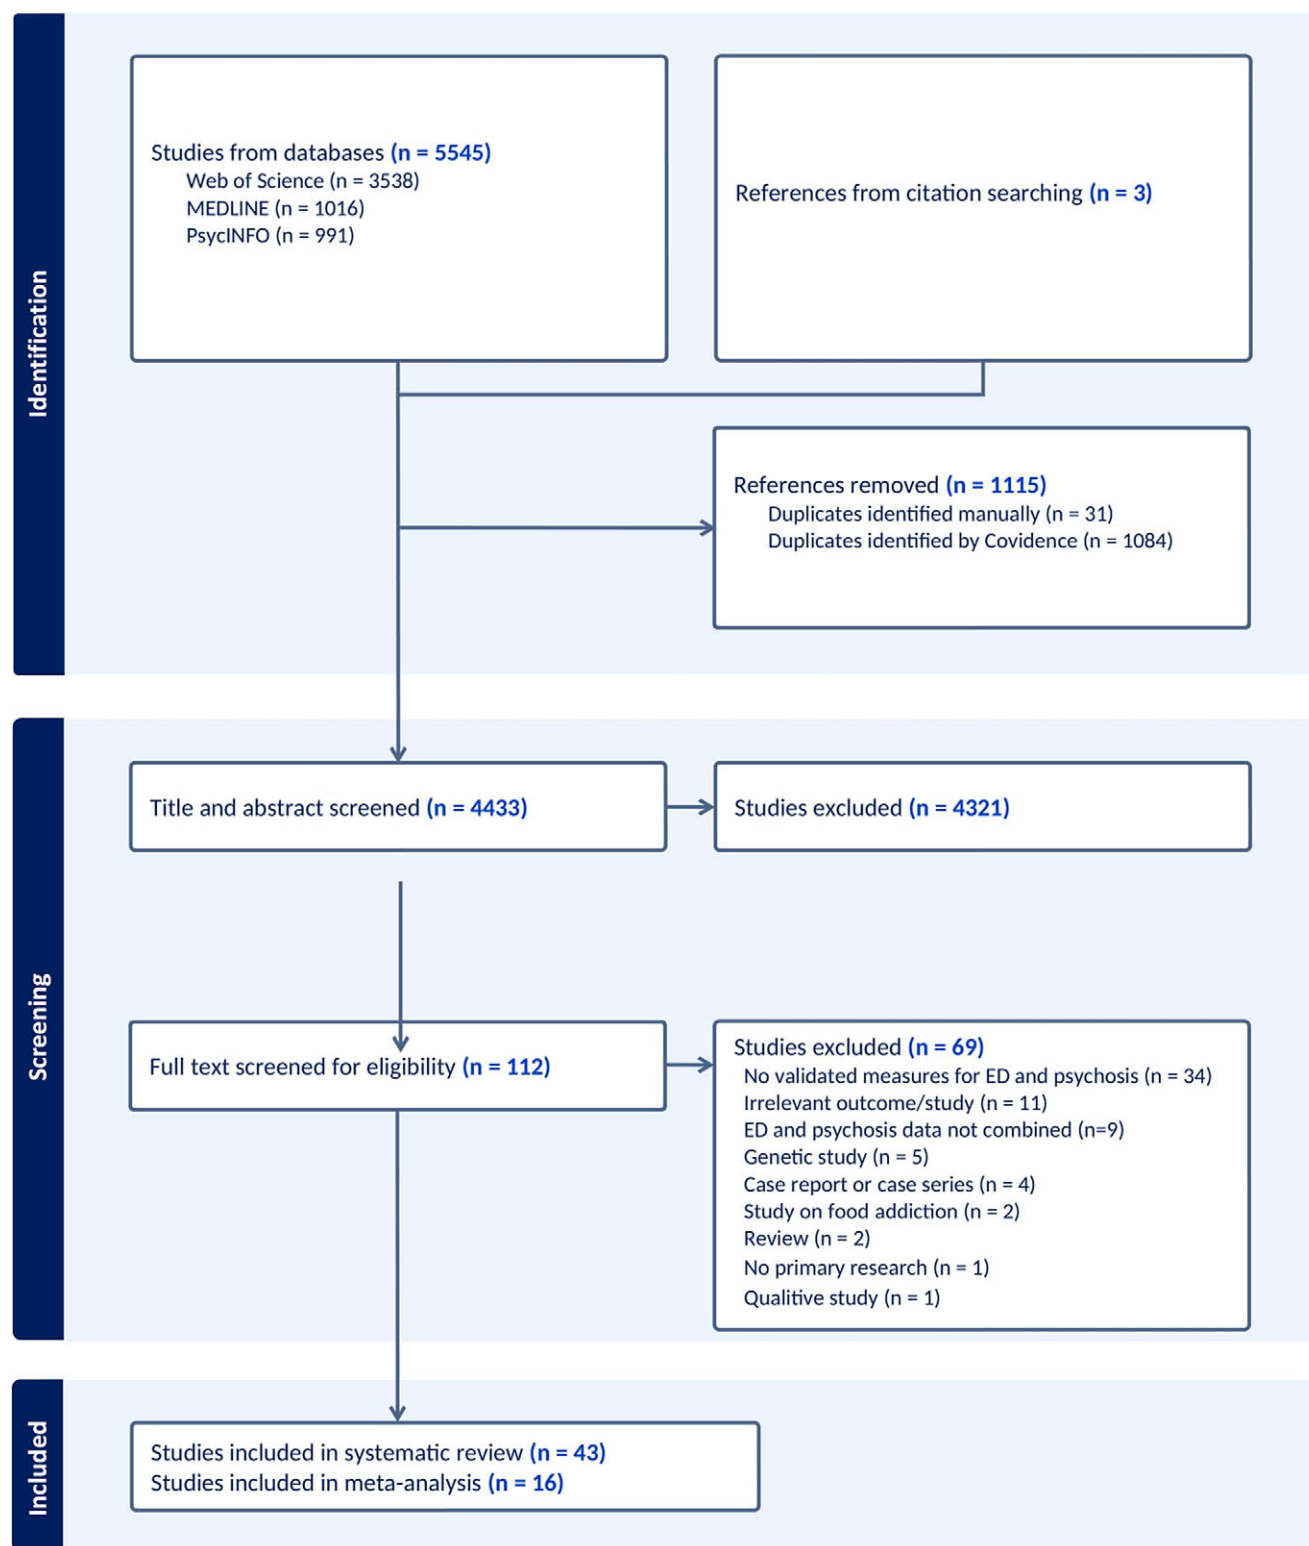 Identification
Studies from databases (n = 5545)
Web of Science (n = 3538)
MEDLINE (n = 1016)
PsycINFO (n = 991)
References from citation searching (n = 3)
References removed (n = 1115)
Duplicates identified manually (n = 31)
Duplicates identified by Covidence (n = 1084)
Screening
Title and abstract screened (n = 4433)
Studies excluded (n = 4321)
Full text screened for eligibility (n = 112)
Studies excluded (n = 69)
No validated measures for ED and psychosis (n = 34)
Irrelevant outcome/study (n = 11)
ED and psychosis data not combined (n=9)
Genetic study (n = 5)
Case report or case series (n = 4)
Study on food addiction (n = 2)
Review (n = 2)
No primary research (n = 1)
Qualitive study (n = 1)
Included
Studies included in systematic review (n = 43)
Studies included in meta-analysis (n = 16)